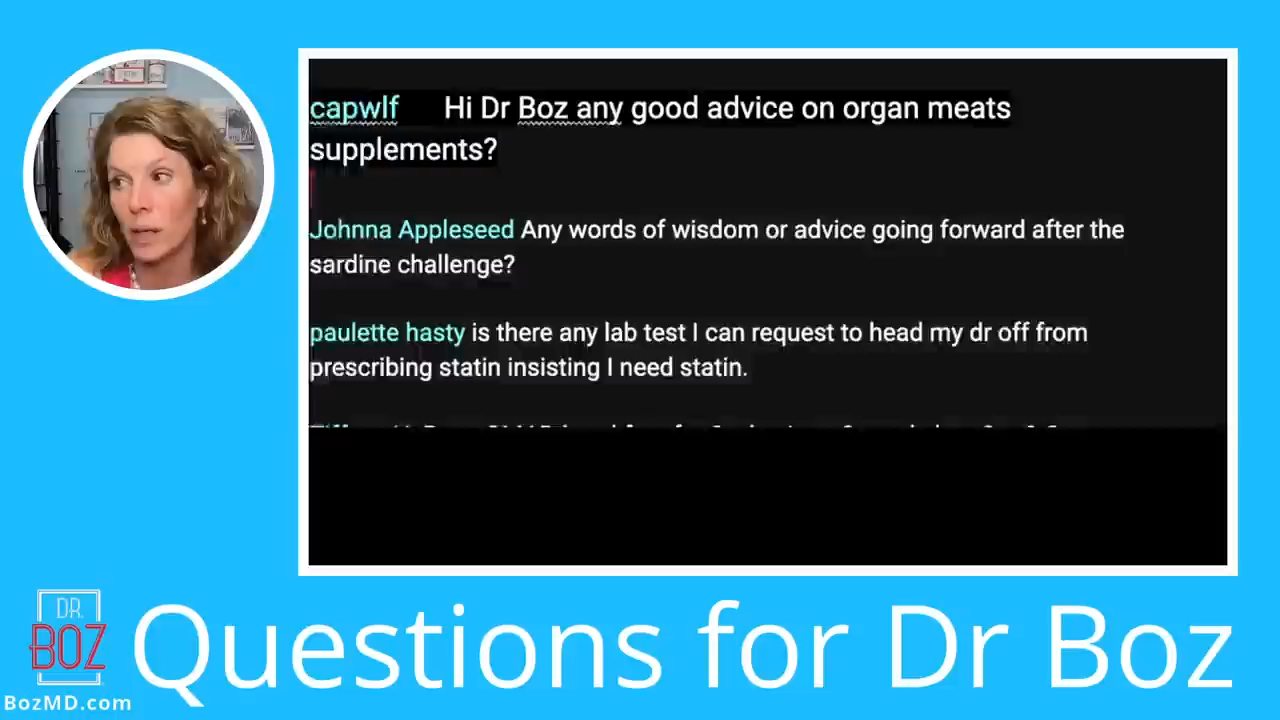 capwlf Hi Dr Boz any good advice on organ meats
supplements?
Johnna Appleseed Any words of wisdom or advice going forward after the
sardine challenge?
paulette hasty is there any lab test I can request to head my dr off from
prescribing statin insisting I need statin.
DR.
BOZ
Questions for Dr Boz
BozMD.com